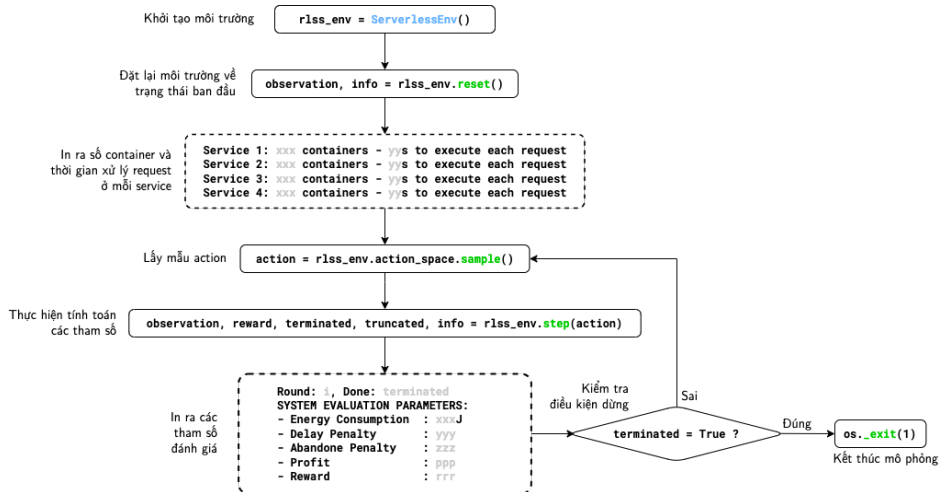 Khởi tạo môi trường
rlss_env = ServerlessEnv()
Đặt lại môi trường về
trạng thái ban đầu
observation, info = rlss_env.reset()
In ra số container và
thời gian xử lý request
ở mỗi service
Service 1: xxx containers - yys to execute each request
Service 2: xxx containers - yys to execute each request
Service 3: xxx containers - yys to execute each request
Service 4: xxx containers - yys to execute each request
Lấy mẫu action
action = rlss_env.action_space.sample()
Thực hiện tính toán
các tham số
observation, reward, terminated, truncated, info = rlss_env.step(action)
In ra các
tham số
đánh giá
Round: i, Done: terminated
SYSTEM EVALUATION PARAMETERS:
- Energy Consumption : xxxJ
- Delay Penalty : yyy
- Abandone Penalty : zzz
- Profit : ppp
- Reward : rrr
Kiểm tra
điều kiện dừng
Sai
terminated = True ?
Đúng
os._exit(1)
Kết thúc mô phỏng